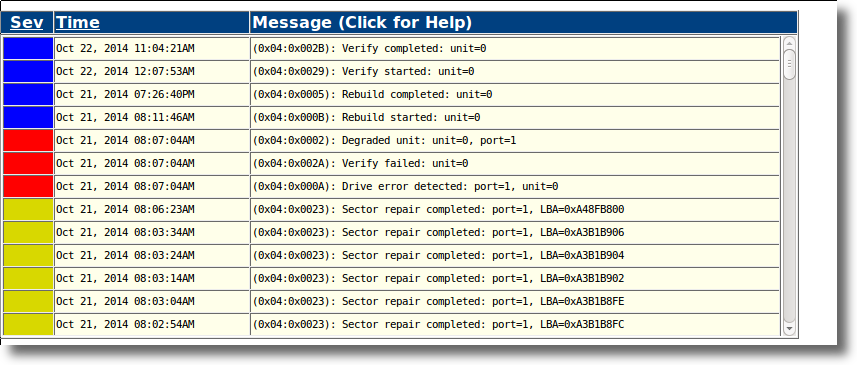 Sev Time Message (Click for Help)
Oct 22, 2014 11:04:21AM (0x04:0x002B): Verify completed: unit=0
Oct 22, 2014 12:07:53AM (0x04:0x0029): Verify started: unit=0
Oct 21, 2014 07:26:40PM (0x04:0x0005): Rebuild completed: unit=0
Oct 21, 2014 08:11:46AM (0x04:0x000B): Rebuild started: unit=0
Oct 21, 2014 08:07:04AM (0x04:0x0002): Degraded unit: unit=0, port=1
Oct 21, 2014 08:07:04AM (0x04:0x002A): Verify failed: unit=0
Oct 21, 2014 08:07:04AM (0x04:0x000A): Drive error detected: port=1, unit=0
Oct 21, 2014 08:06:23AM (0x04:0x0023): Sector repair completed: port=1, LBA=0xA48FB800
Oct 21, 2014 08:03:34AM (0x04:0x0023): Sector repair completed: port=1, LBA=0xA3B1B906
Oct 21, 2014 08:03:24AM (0x04:0x0023): Sector repair completed: port=1, LBA=0xA3B1B904
Oct 21, 2014 08:03:14AM (0x04:0x0023): Sector repair completed: port=1, LBA=0xA3B1B902
Oct 21, 2014 08:03:04AM (0x04:0x0023): Sector repair completed: port=1, LBA=0xA3B1B8FE
Oct 21, 2014 08:02:54AM (0x04:0x0023): Sector repair completed: port=1, LBA=0xA3B1B8FC